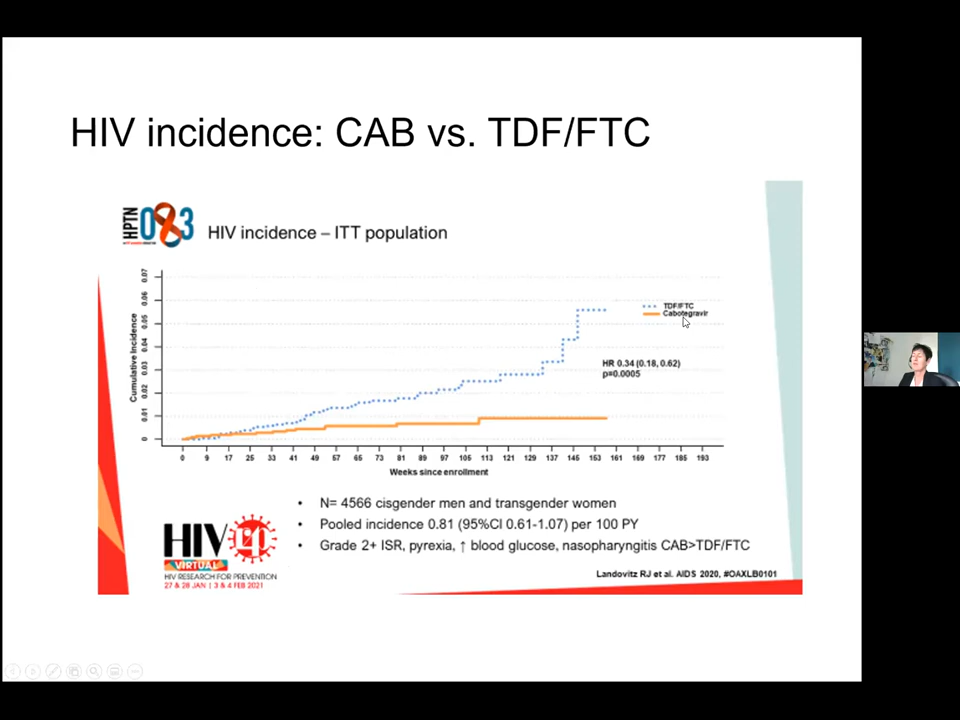 HIV incidence: CAB vs. TDF/FTC
HPTN 083
HIV incidence – ITT population
0.07
0.06
0.05
0.04
0.03
0.02
0.01
0
Cumulative Incidence
TDF/FTC
Cabotegravir
HR 0.34 (0.18, 0.62)
p=0.0005
0 9 17 25 33 41 49 57 65 73 81 89 97 105 113 121 129 137 145 153 161 169 177 185 193
Weeks since enrollment
• N= 4566 cisgender men and transgender women
• Pooled incidence 0.81 (95%CI 0.61-1.07) per 100 PY
• Grade 2+ ISR, pyrexia, ↑ blood glucose, nasopharyngitis CAB>TDF/FTC
HIVR4P
VIRTUAL
HIV RESEARCH FOR PREVENTION
27 & 28 JAN | 3 & 4 FEB 2021
Landovitz RJ et al. AIDS 2020, #OAXLB0101